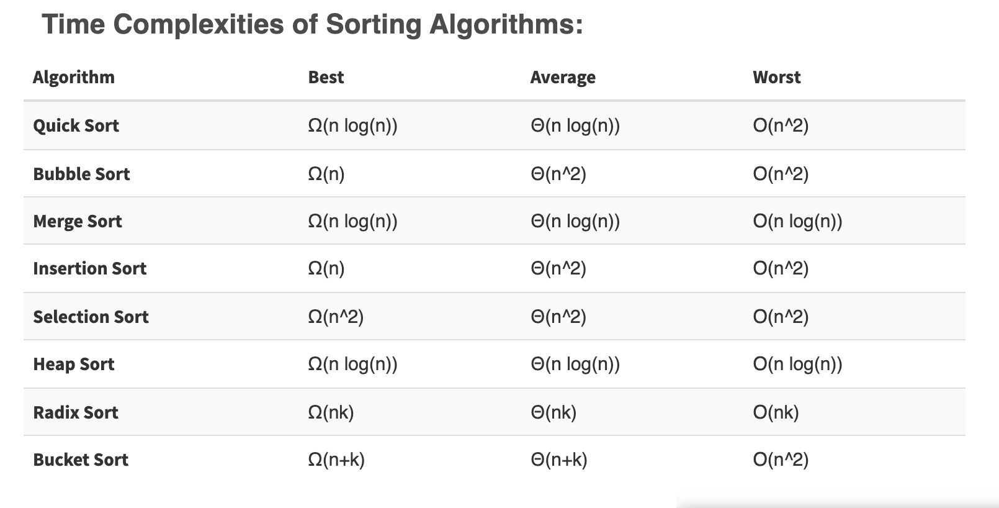 Time Complexities of Sorting Algorithms:
Algorithm Best Average Worst
Quick Sort Ω(n log(n)) Θ(n log(n)) O(n^2)
Bubble Sort Ω(n) Θ(n^2) O(n^2)
Merge Sort Ω(n log(n)) Θ(n log(n)) O(n log(n))
Insertion Sort Ω(n) Θ(n^2) O(n^2)
Selection Sort Ω(n^2) Θ(n^2) O(n^2)
Heap Sort Ω(n log(n)) Θ(n log(n)) O(n log(n))
Radix Sort Ω(nk) Θ(nk) O(nk)
Bucket Sort Ω(n+k) Θ(n+k) O(n^2)